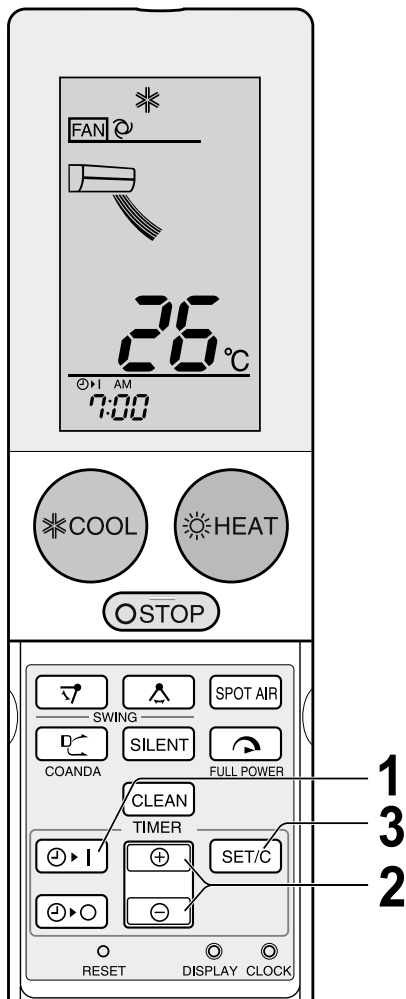 FAN
26°C
AM
7:00
COOL
HEAT
STOP
SPOT AIR
SWING
SILENT
COANDA
FULL POWER
CLEAN
1
TIMER
3
SET/C
2
RESET
DISPLAY
CLOCK